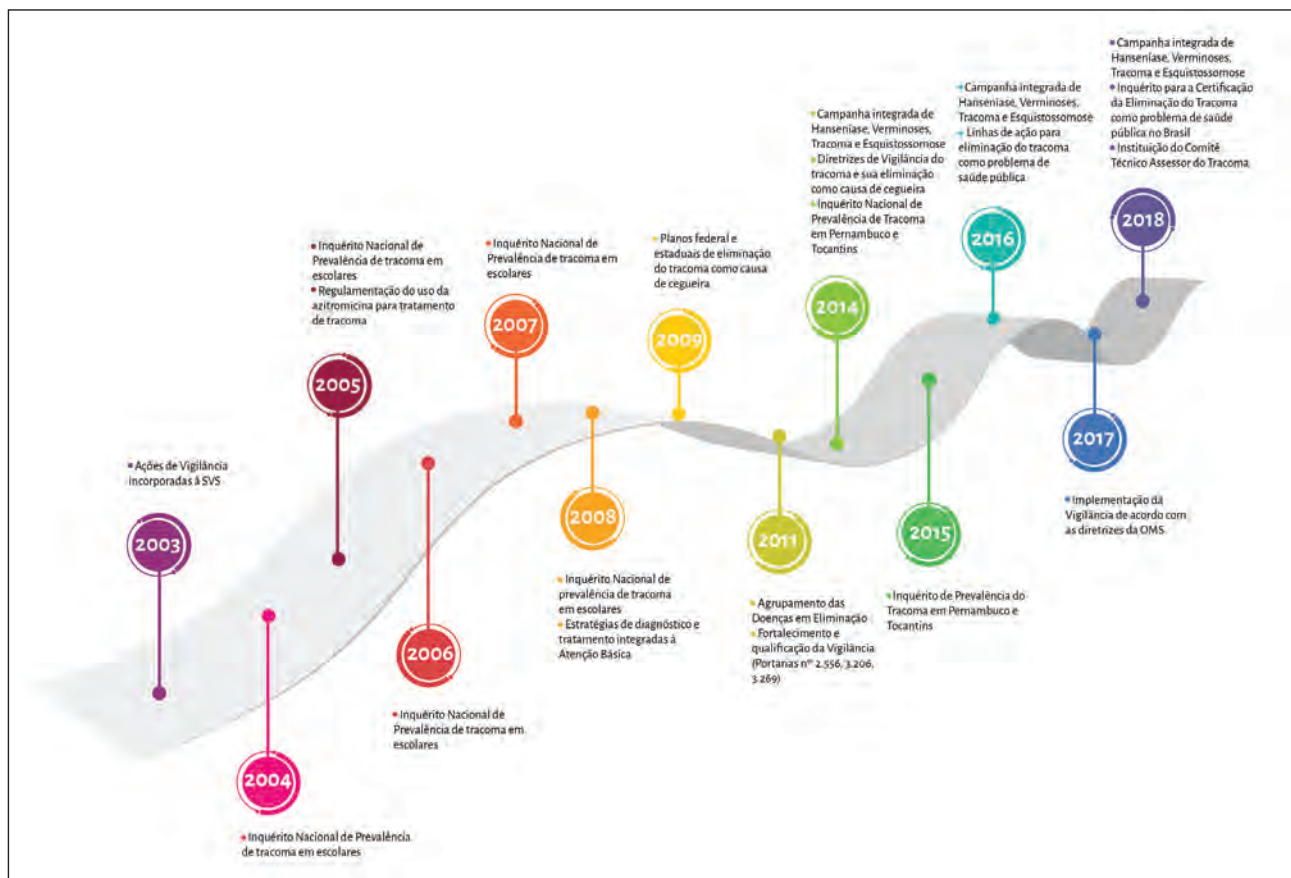 2003
• Ações de Vigilância
incorporadas à SVS
2004
• Inquérito Nacional de Prevalência
de tracoma em escolares
• Inquérito Nacional de
Prevalência de tracoma em
escolares
• Regulamentação do uso da
azitromicina para tratamento
de tracoma
2005
2006
• Inquérito Nacional de
Prevalência de tracoma em
escolares
• Inquérito Nacional de
Prevalência de tracoma em
escolares
2007
2008
• Inquérito Nacional de
prevalência de tracoma
em escolares
• Estratégias de diagnóstico e
tratamento integradas à
Atenção Básica
• Planos federal e
estaduais de eliminação
do tracoma como causa
de cegueira
2009
2011
• Agrupamento das
Doenças em Eliminação
• Fortalecimento e
qualificação da Vigilância
(Portarias nºˢ 2.556, 3.206,
3.269)
• Campanha integrada de
Hanseníase, Verminoses,
Tracoma e Esquistossomose
• Diretrizes de Vigilância do
tracoma e sua eliminação
como causa de cegueira
• Inquérito Nacional de
Prevalência de Tracoma
em Pernambuco e
Tocantins
2014
2015
• Inquérito de Prevalência do
Tracoma em Pernambuco e
Tocantins
• Campanha integrada de
Hanseníase, Verminoses,
Tracoma e Esquistossomose
• Linhas de ação para
eliminação do tracoma
como problema de
saúde pública
2016
2017
• Implementação da
Vigilância de acordo com
as diretrizes da OMS
• Campanha integrada de
Hanseníase, Verminoses,
Tracoma e Esquistossomose
• Inquérito para a Certificação
da Eliminação do Tracoma
como problema de saúde
pública no Brasil
• Instituição do Comitê
Técnico Assessor do Tracoma
2018